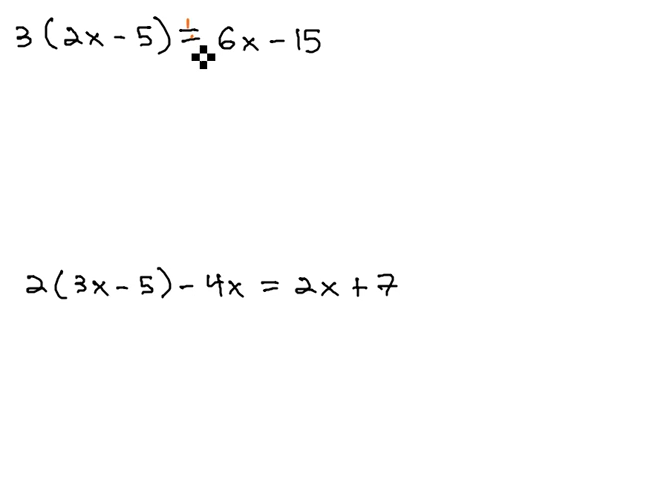 3(2x - 5) = 6x - 15
2(3x - 5) - 4x = 2x + 7